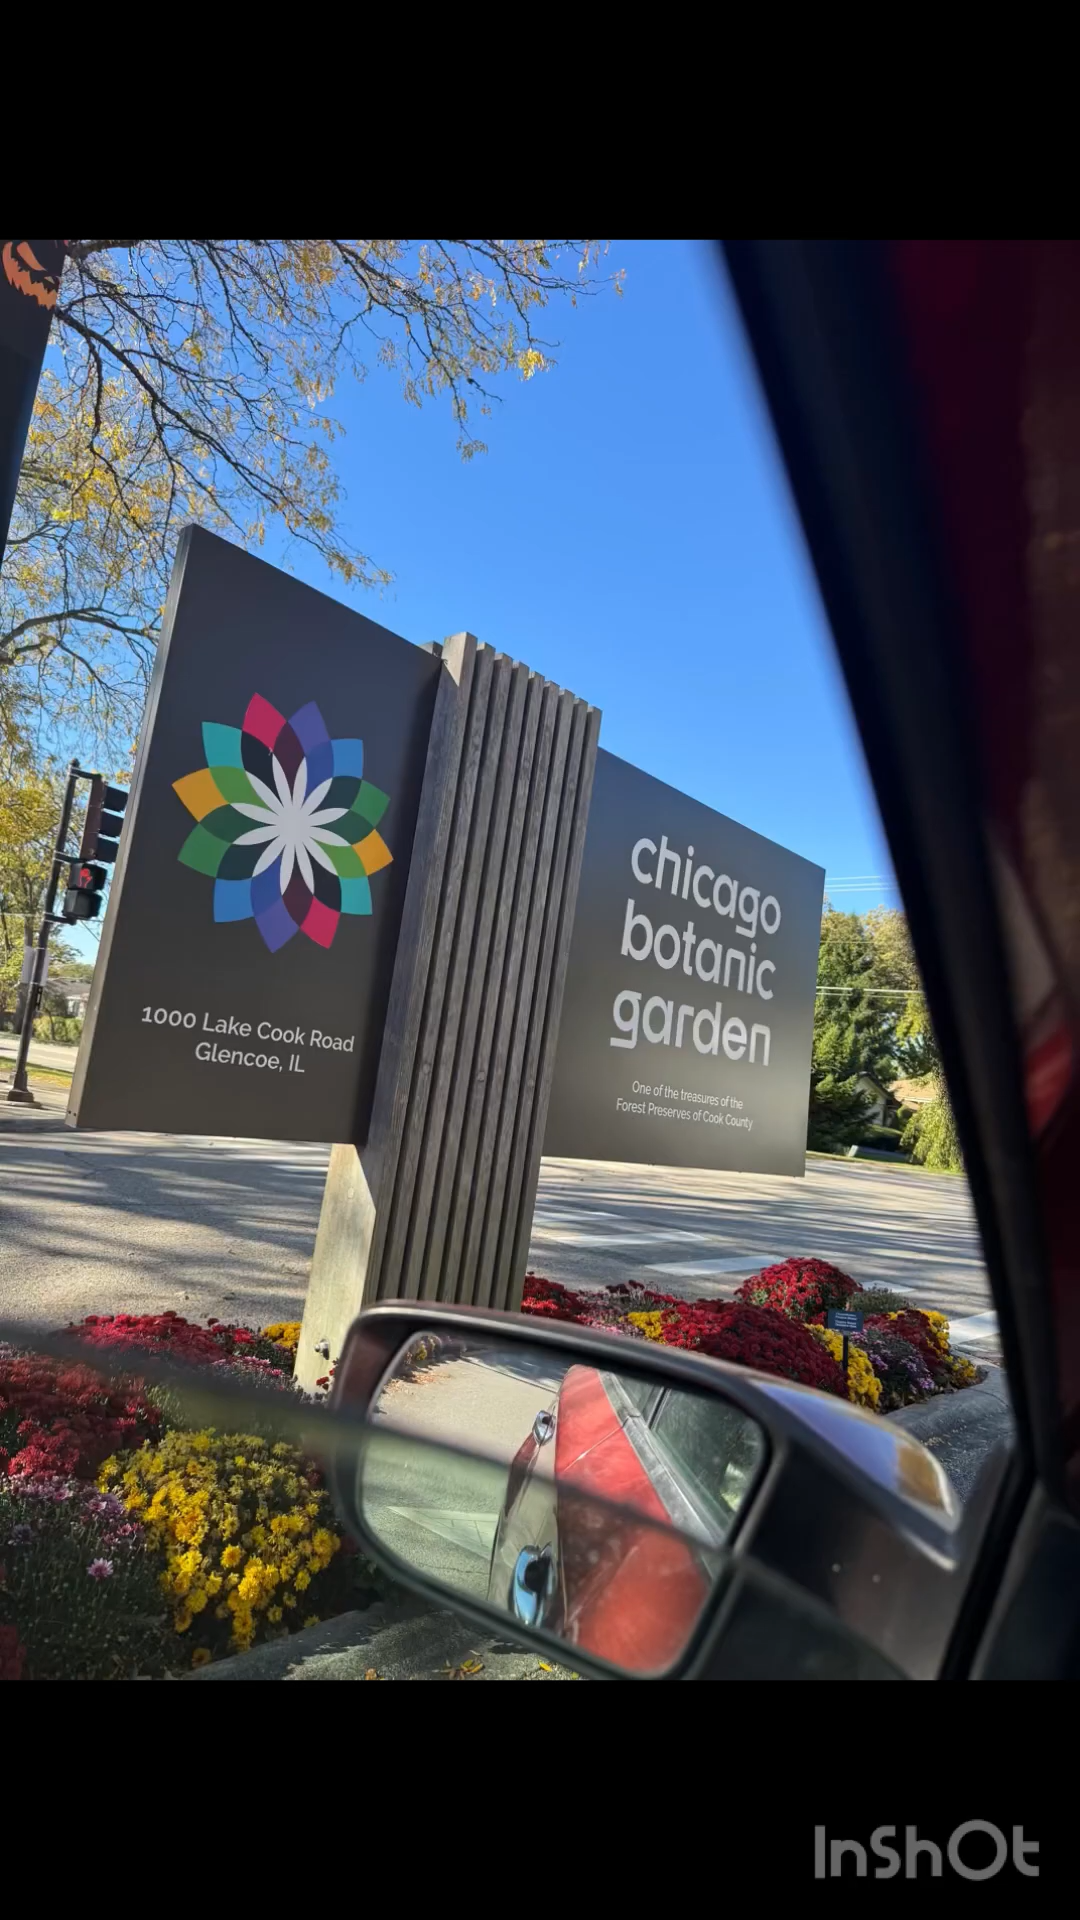 1000 Lake Cook Road
Glencoe, IL
chicago
botanic
garden
One of the treasures of the
Forest Preserves of Cook County
InShOt